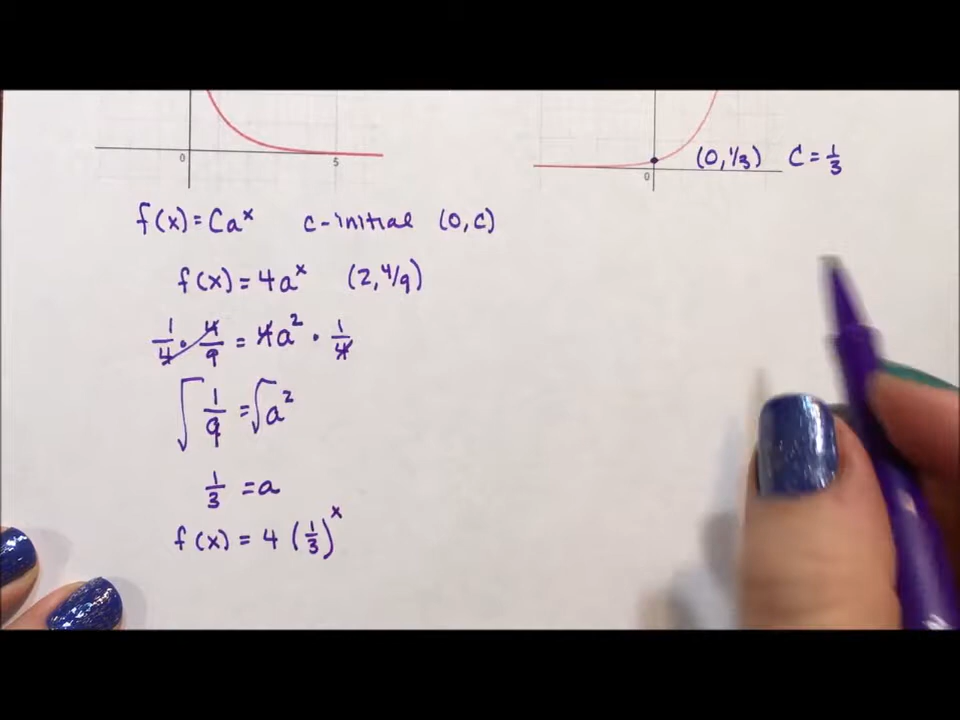 0
5
0
(0, 1/3) C = 1/3
f(x) = Ca^x c-initial (0, C)
f(x) = 4a^x (2, 4/9)
1/4 · 4/9 = 4a^2 · 1/4
√1/9 = √a^2
1/3 = a
f(x) = 4 (1/3)^x